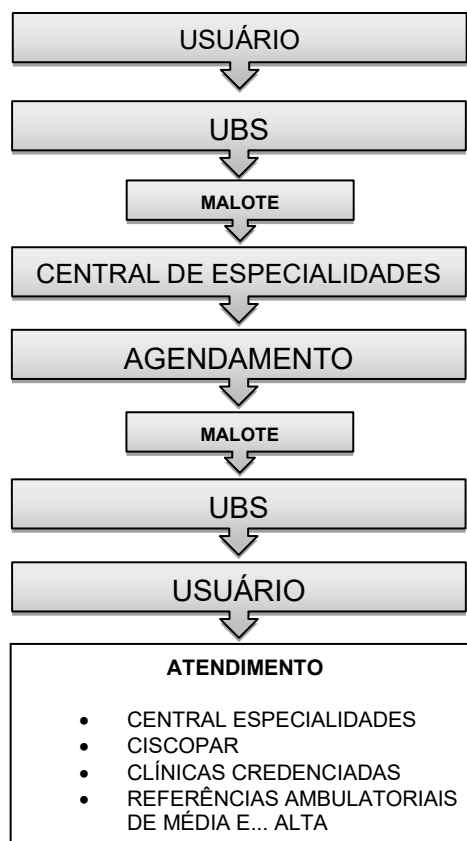 USUÁRIO
UBS
MALOTE
CENTRAL DE ESPECIALIDADES
AGENDAMENTO
MALOTE
UBS
USUÁRIO
ATENDIMENTO
• CENTRAL ESPECIALIDADES
• CISCOPAR
• CLÍNICAS CREDENCIADAS
• REFERÊNCIAS AMBULATORIAIS
DE MÉDIA E... ALTA